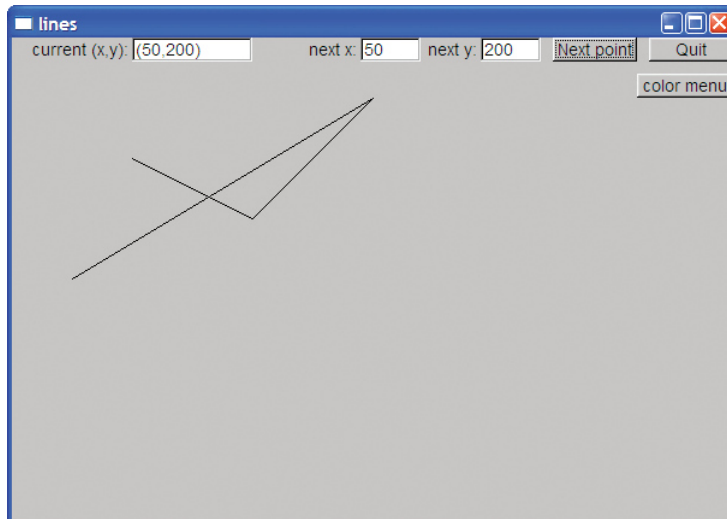 lines
current (x,y): (50,200) next x: 50 next y: 200 Next point Quit
color menu